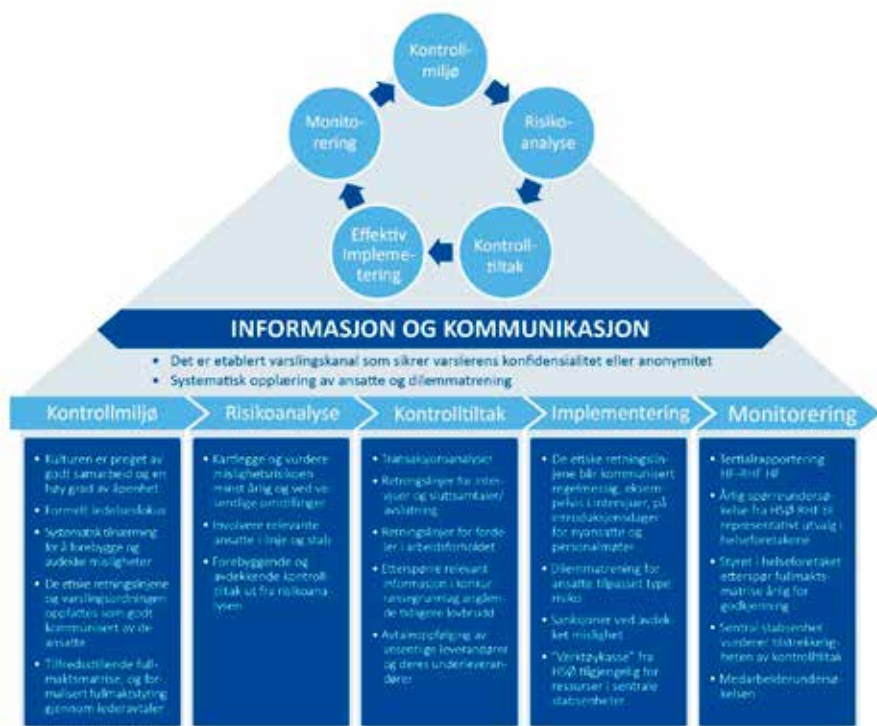 Kontroll-
miljø
Risiko-
analyse
Kontroll-
tiltak
Effektiv
Impleme-
tering
Monito-
rering
INFORMASJON OG KOMMUNIKASJON
• Det er etablert varslingskanal som sikrer varslerens konfidensialitet eller anonymitet
• Systematisk opplæring av ansatte og dilemmatrening
Kontrollmiljø
• Kulturen er preget av
godt samarbeid og en
høy grad av åpenhet
• Formelt ledelsesfokus
• Systematisk tilnærming
for å forebygge og
avdekke misligheter
• De etiske retningslinjene
og varslingsordningen
oppfattes som godt
kommunisert av de
ansatte
• Tilfredsstillende full-
maktsmatrise, og for-
malisert fullmaktstyring
gjennom lederavtaler
Risikoanalyse
• Kartlegge og vurdere
mislighetsrisikoen
minst årlig og ved ve-
sentlige omstillinger
• Involvere relevante
ansatte i linje og stab
• Forebyggende og
avdekkende kontroll-
tiltak ut fra risikoana-
lysen
Kontrolltiltak
• Transaksjonsanalyser
• Retningslinjer for inter-
vjuer og sluttsamtaler/
avslutning
• Retningslinjer for forde-
ler i arbeidsforholdet
• Etterspørre relevant
informasjon i konkur-
ransegrunnlag angåen-
de tidligere lovbrudd
• Avtaleoppfølging av
vesentlige leverandører
og deres underleveran-
dører
Implementering
• De etiske retningslin-
jene blir kommunisert
regelmessig, eksem-
pelvis i intervjuer, på
introduksjonsdager
for nyansatte og
personalmøter
• Dilemmatrening for
ansatte tilpasset type
risiko
• Sanksjoner ved avdek-
ket mislighet
• "Verktøykasse" fra
HSØ tilgjengelig for
ressurser i sentrale
stabsenheter
Monitorering
• Tertialrapportering
HF-RHF HF
• Årlig spørreundersø-
kelse fra HSØ RHF til
representativt utvalg i
helseforetakene
• Styret i helseforetaket
etterspør fullmakts-
matrise årlig for
godkjenning
• Sentral stabsenhet
vurderer tilstrekkelig-
heten av kontrolltiltak
• Medarbeiderundersø-
kelsen